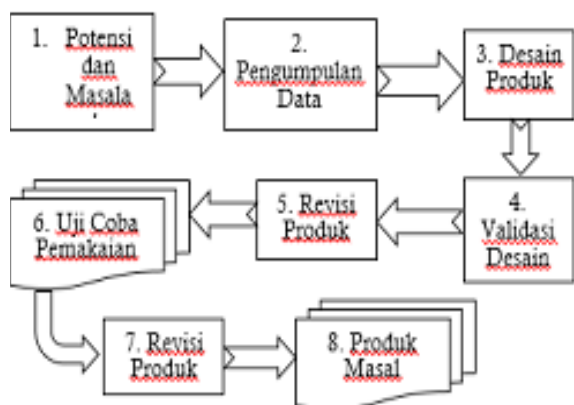 1. Potensi
dan
Masala
2.
Pengumpulan
Data
3. Desain
Produk
4.
Validasi
Desain
5. Revisi
Produk
6. Uji Coba
Pemakaian
7. Revisi
Produk
8. Produk
Masal